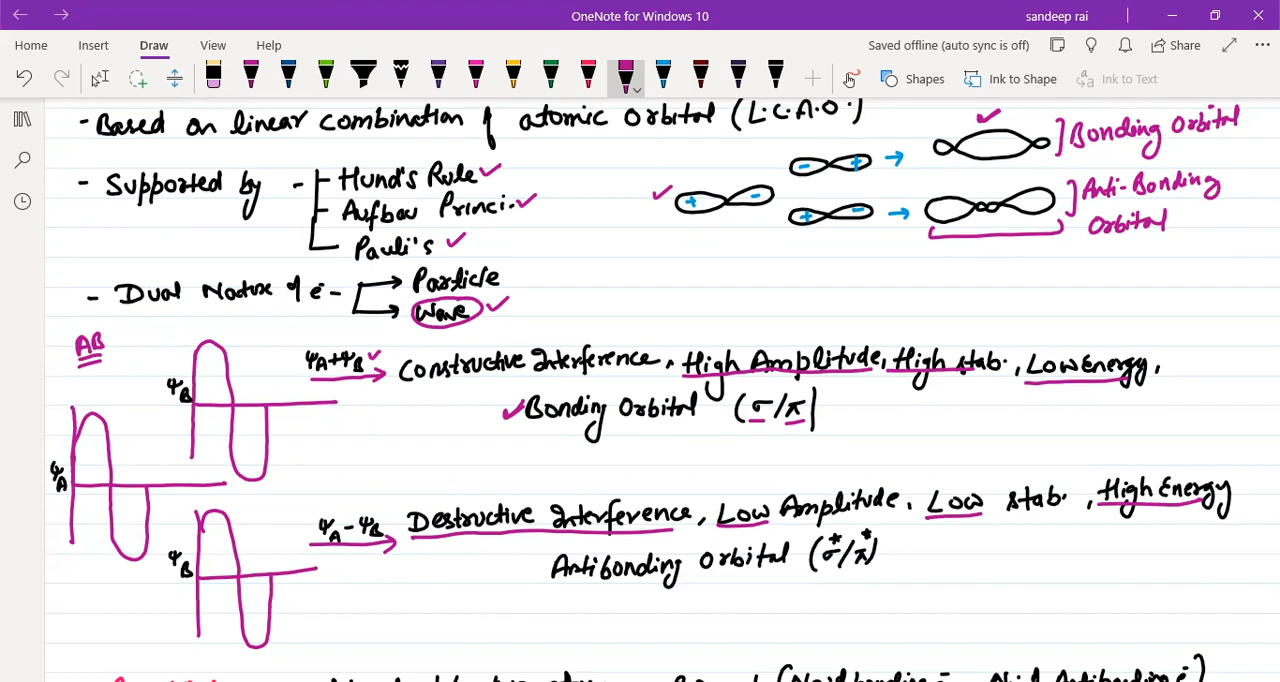 OneNote for Windows 10
sandeep rai
Home Insert Draw View Help
Saved offline (auto sync is off) Share
Shapes Ink to Shape Ink to Text
- Based on linear combination of atomic Orbital (L.C.A.O.)
- Supported by - Hund's Rule
Aufbau Princi.
Pauli's
+ - - + + -
Bonding Orbital
Anti-Bonding
Orbital
- Dual Nature of e- - Particle
Wave
AB
ΨB ΨA+ΨB Constructive Interference, High Amplitude, High stab., Low Energy,
Bonding Orbital (σ/π)
ΨA
ΨA-ΨB Destructive Interference, Low Amplitude, Low stab., High Energy
ΨB Antibonding Orbital (σ*/π*)